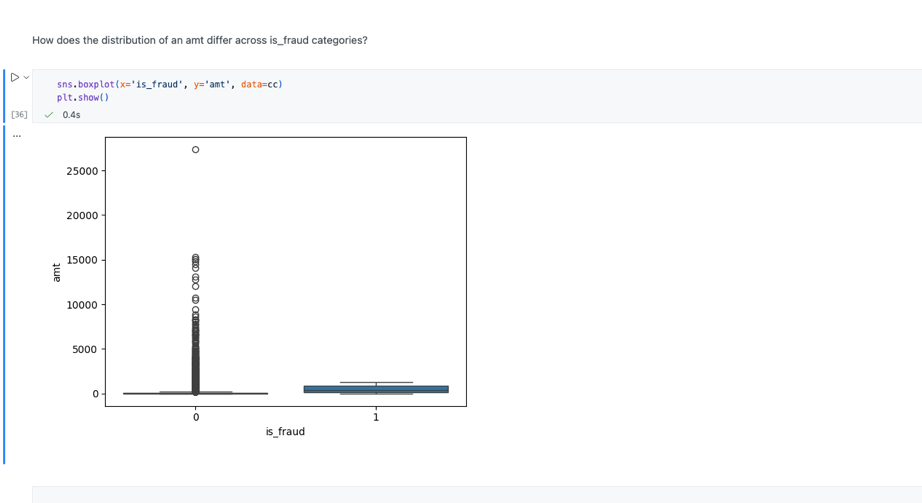 How does the distribution of an amt differ across is_fraud categories?
sns.boxplot(x='is_fraud', y='amt', data=cc)
plt.show()
[36]
0.4s
...
25000
20000
15000
10000
5000
0
amt
0
1
is_fraud